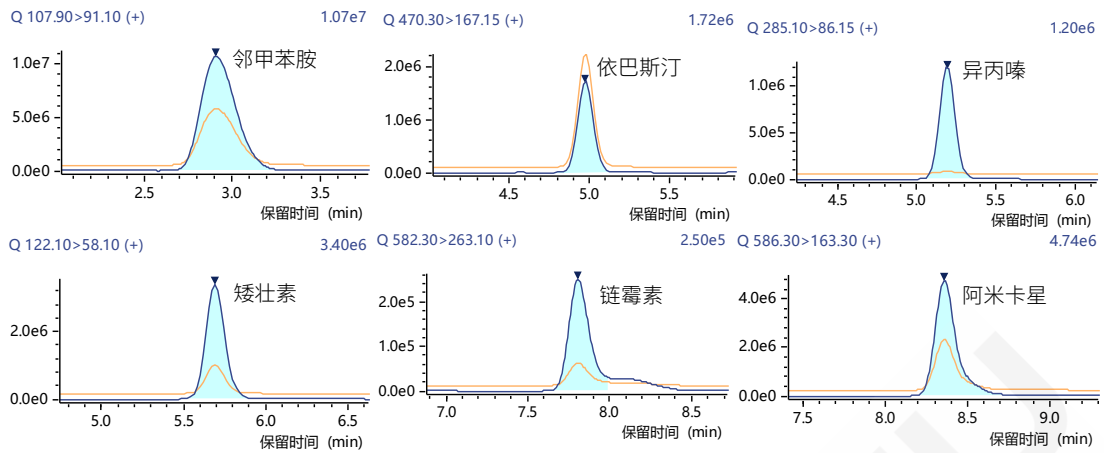 Q 107.90>91.10 (+) 1.07e7
邻甲苯胺
1.0e7
5.0e6
0.0e0
2.5 3.0 3.5
保留时间 (min)
Q 470.30>167.15 (+) 1.72e6
依巴斯汀
2.0e6
1.0e6
0.0e0
4.5 5.0 5.5
保留时间 (min)
Q 285.10>86.15 (+) 1.20e6
异丙嗪
1.0e6
5.0e5
0.0e0
4.5 5.0 5.5 6.0
保留时间 (min)
Q 122.10>58.10 (+) 3.40e6
矮壮素
2.0e6
0.0e0
5.0 5.5 6.0 6.5
保留时间 (min)
Q 582.30>263.10 (+) 2.50e5
链霉素
2.0e5
1.0e5
0.0e0
7.0 7.5 8.0 8.5
保留时间 (min)
Q 586.30>163.30 (+) 4.74e6
阿米卡星
4.0e6
2.0e6
0.0e0
7.5 8.0 8.5 9.0
保留时间 (min)